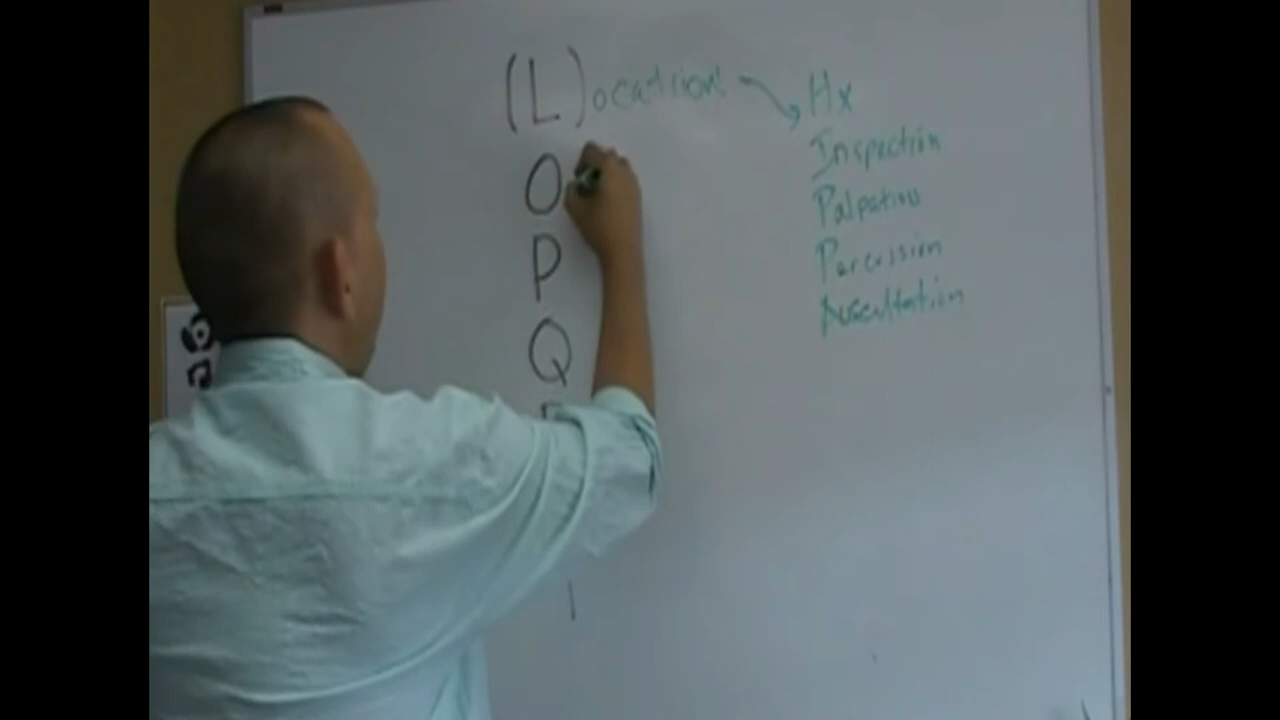 (L)ocation
Hx
Inspection
Palpation
Percussion
Auscultation
O
P
Q